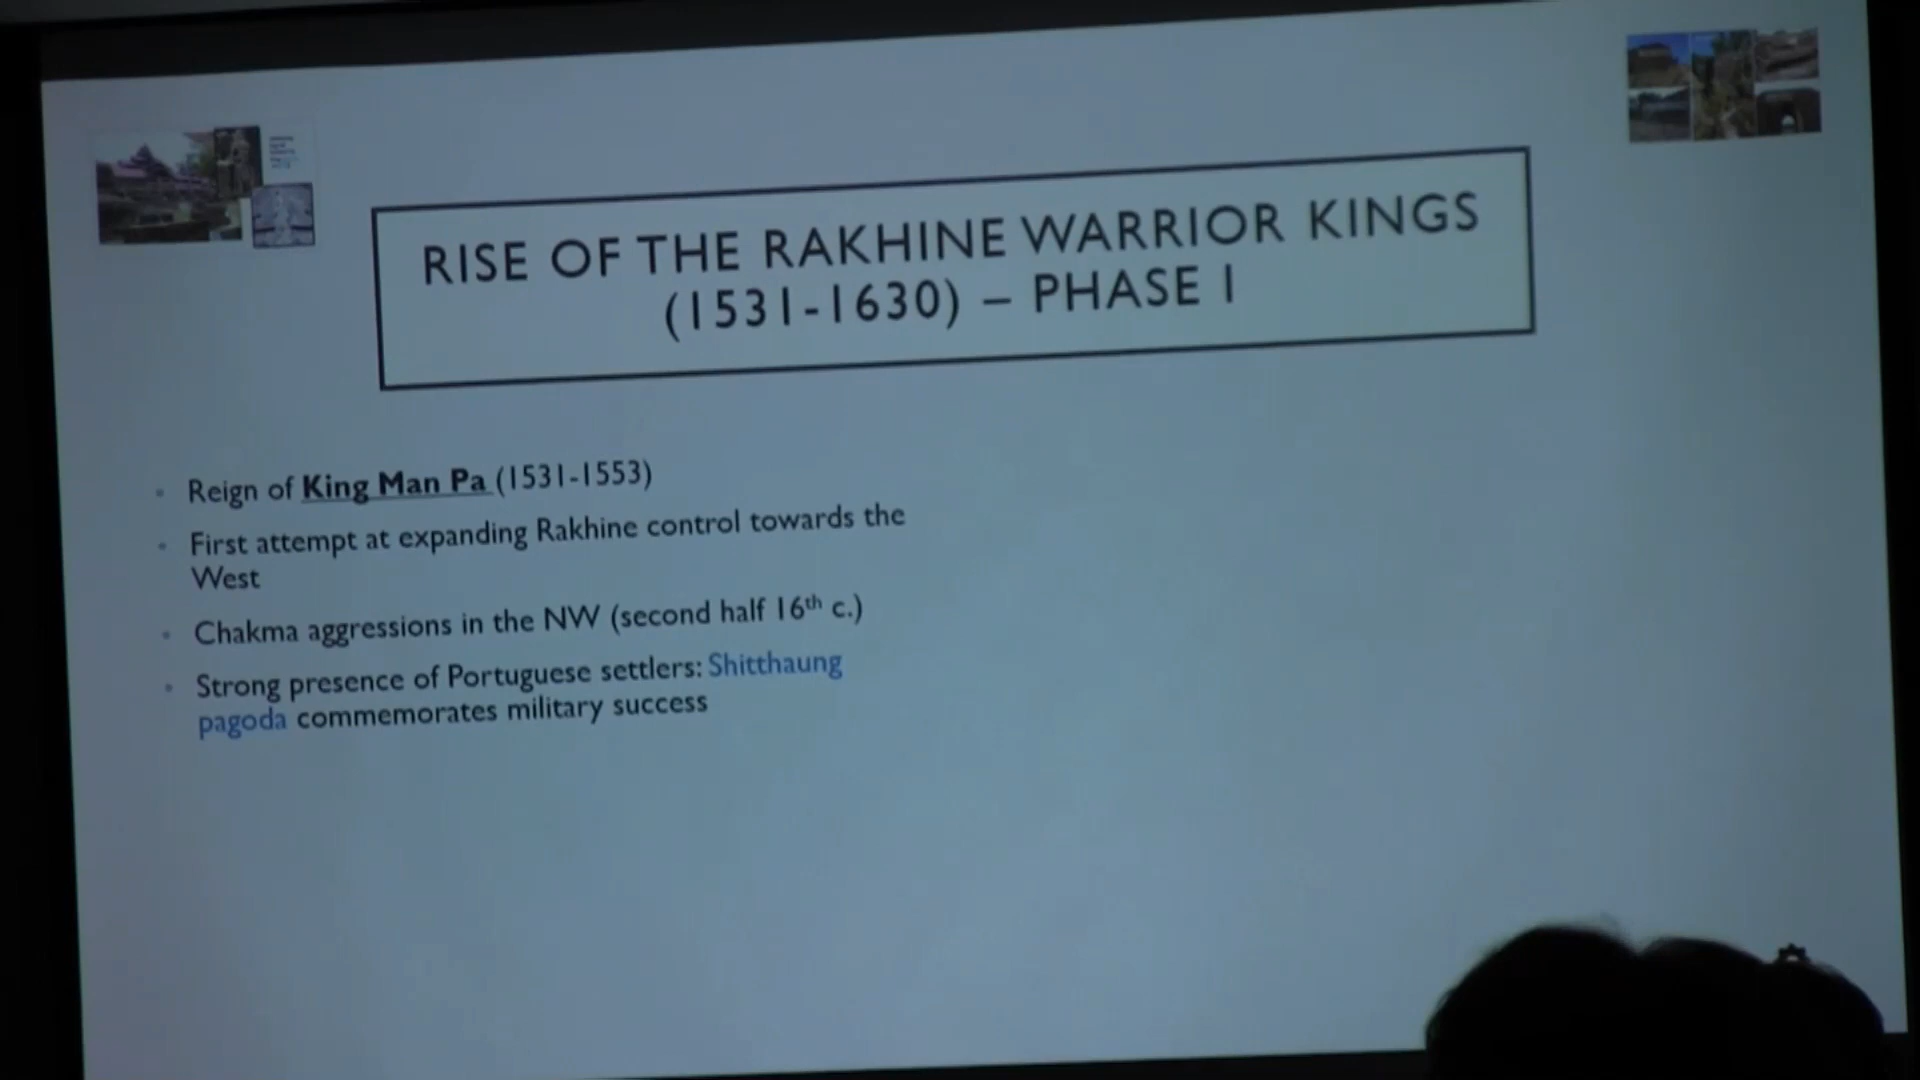 RISE OF THE RAKHINE WARRIOR KINGS
(1531-1630) – PHASE I
Reign of King Man Pa (1531-1553)
First attempt at expanding Rakhine control towards the
West
Chakma aggressions in the NW (second half 16th c.)
Strong presence of Portuguese settlers: Shitthaung
pagoda commemorates military success